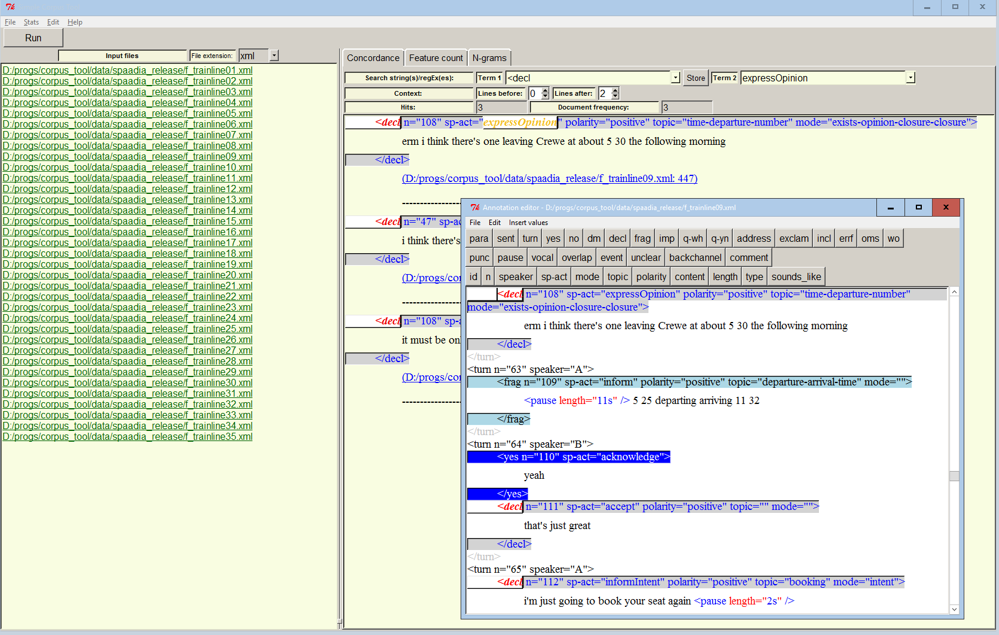 File Stats Edit Help
Run
Input files File extension: xml
D:/progs/corpus_tool/data/spaadia_release/f_trainline01.xml
D:/progs/corpus_tool/data/spaadia_release/f_trainline02.xml
D:/progs/corpus_tool/data/spaadia_release/f_trainline03.xml
D:/progs/corpus_tool/data/spaadia_release/f_trainline04.xml
D:/progs/corpus_tool/data/spaadia_release/f_trainline05.xml
D:/progs/corpus_tool/data/spaadia_release/f_trainline06.xml
D:/progs/corpus_tool/data/spaadia_release/f_trainline07.xml
D:/progs/corpus_tool/data/spaadia_release/f_trainline08.xml
D:/progs/corpus_tool/data/spaadia_release/f_trainline09.xml
D:/progs/corpus_tool/data/spaadia_release/f_trainline10.xml
D:/progs/corpus_tool/data/spaadia_release/f_trainline11.xml
D:/progs/corpus_tool/data/spaadia_release/f_trainline12.xml
D:/progs/corpus_tool/data/spaadia_release/f_trainline13.xml
D:/progs/corpus_tool/data/spaadia_release/f_trainline14.xml
D:/progs/corpus_tool/data/spaadia_release/f_trainline15.xml
D:/progs/corpus_tool/data/spaadia_release/f_trainline16.xml
D:/progs/corpus_tool/data/spaadia_release/f_trainline17.xml
D:/progs/corpus_tool/data/spaadia_release/f_trainline18.xml
D:/progs/corpus_tool/data/spaadia_release/f_trainline19.xml
D:/progs/corpus_tool/data/spaadia_release/f_trainline20.xml
D:/progs/corpus_tool/data/spaadia_release/f_trainline21.xml
D:/progs/corpus_tool/data/spaadia_release/f_trainline22.xml
D:/progs/corpus_tool/data/spaadia_release/f_trainline23.xml
D:/progs/corpus_tool/data/spaadia_release/f_trainline24.xml
D:/progs/corpus_tool/data/spaadia_release/f_trainline25.xml
D:/progs/corpus_tool/data/spaadia_release/f_trainline26.xml
D:/progs/corpus_tool/data/spaadia_release/f_trainline27.xml
D:/progs/corpus_tool/data/spaadia_release/f_trainline28.xml
D:/progs/corpus_tool/data/spaadia_release/f_trainline29.xml
D:/progs/corpus_tool/data/spaadia_release/f_trainline30.xml
D:/progs/corpus_tool/data/spaadia_release/f_trainline31.xml
D:/progs/corpus_tool/data/spaadia_release/f_trainline32.xml
D:/progs/corpus_tool/data/spaadia_release/f_trainline33.xml
D:/progs/corpus_tool/data/spaadia_release/f_trainline34.xml
D:/progs/corpus_tool/data/spaadia_release/f_trainline35.xml
Concordance Feature count N-grams
Search string(s)/regEx(es): Term 1 <decl Store Term 2 expressOpinion
Context: Lines before: 0 Lines after: 2
Hits: 3 Document frequency: 3
<decl n="108" sp-act="expressOpinion" polarity="positive" topic="time-departure-number" mode="exists-opinion-closure-closure">
erm i think there's one leaving Crewe at about 5 30 the following morning
</decl>
(D:/progs/corpus_tool/data/spaadia_release/f_trainline09.xml: 447)
--------------
<decl n="47" sp-ac
i think there's
</decl>
(D:/progs/cor
--------------
<decl n="108" sp-a
it must be onl
</decl>
(D:/progs/cor
--------------
Annotation editor - D:/progs/corpus_tool/data/spaadia_release/f_trainline09.xml
File Edit Insert values
para sent turn yes no dm decl frag imp q-wh q-yn address exclam incl errf oms wo
punc pause vocal overlap event unclear backchannel comment
id n speaker sp-act mode topic polarity content length type sounds_like
<decl n="108" sp-act="expressOpinion" polarity="positive" topic="time-departure-number"
mode="exists-opinion-closure-closure">
erm i think there's one leaving Crewe at about 5 30 the following morning
</decl>
</turn>
<turn n="63" speaker="A">
<frag n="109" sp-act="inform" polarity="positive" topic="departure-arrival-time" mode="">
<pause length="11s" /> 5 25 departing arriving 11 32
</frag>
</turn>
<turn n="64" speaker="B">
<yes n="110" sp-act="acknowledge">
yeah
</yes>
<decl n="111" sp-act="accept" polarity="positive" topic="" mode="">
that's just great
</decl>
</turn>
<turn n="65" speaker="A">
<decl n="112" sp-act="informIntent" polarity="positive" topic="booking" mode="intent">
i'm just going to book your seat again <pause length="2s" />